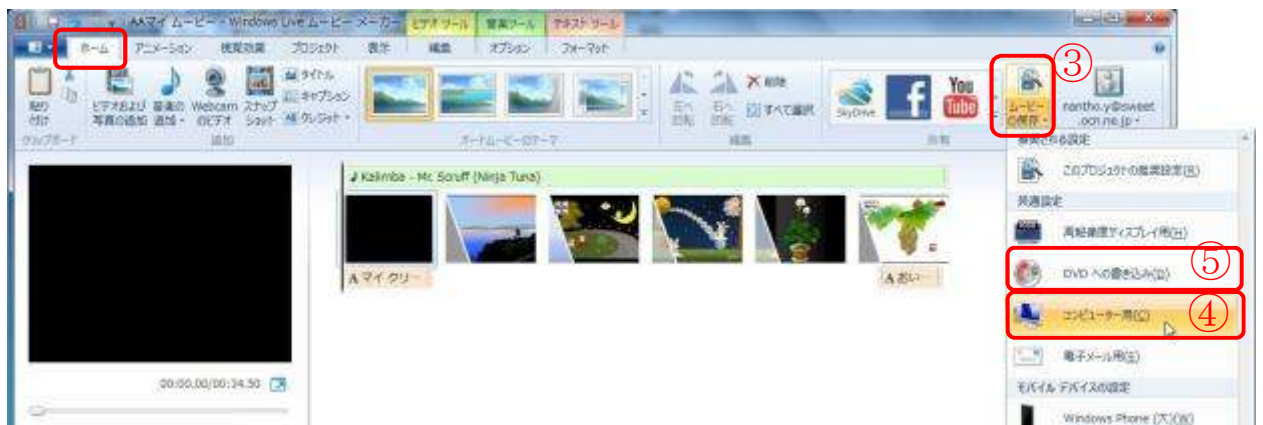 AAマイ ムービー - Windows Live ムービー メーカー
ビデオ ツール
音楽ツール
テキスト ツール
ホーム
アニメーション
視覚効果
プロジェクト
表示
編集
オプション
フォーマット
③
貼り
付け
ビデオおよび
写真の追加
音楽の
追加
Webcam
のビデオ
スナップ
ショット
タイトル
キャプション
クレジット
左へ
回転
右へ
回転
削除
すべて選択
SkyDrive
f
You
Tube
ムービー
の保存
nantho.y@sweet
.ocn.ne.jp
クリップボード
追加
オートムービーのテーマ
編集
共有
推奨される設定
このプロジェクトの推奨設定(R)
共通設定
高解像度ディスプレイ用(H)
DVD への書き込み(D)
⑤
コンピューター用(C)
④
電子メール用(E)
モバイル デバイスの設定
Windows Phone (大)(W)
Kalimba - Mr. Scruff (Ninja Tuna)
A マイ クリ…
A おい…
00:00.00/00:34.50